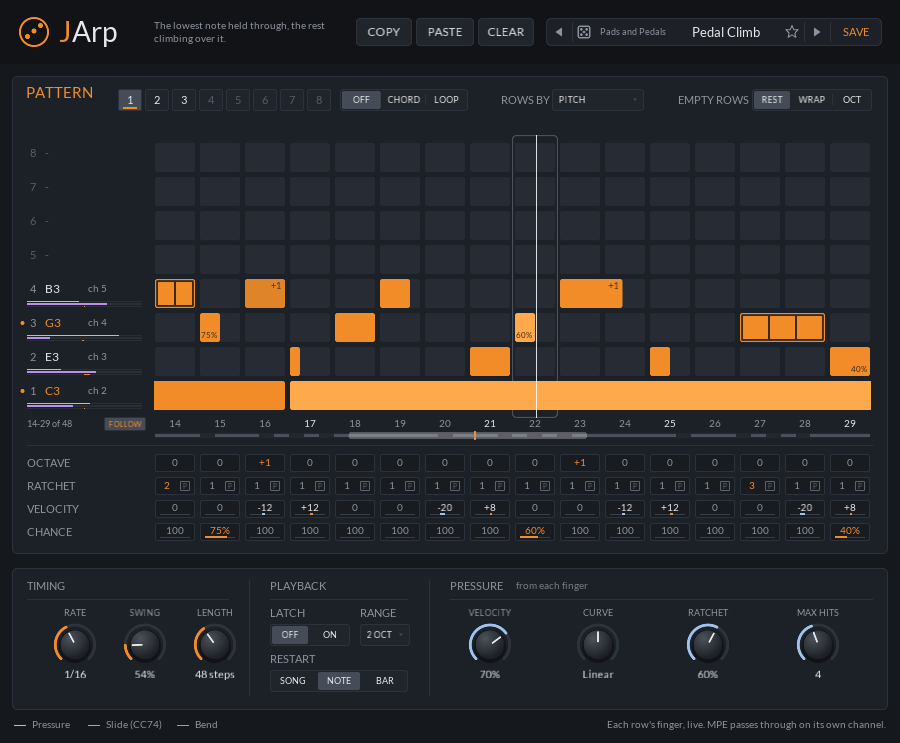 JArp
The lowest note held through, the rest
climbing over it.
COPY PASTE CLEAR
Pads and Pedals Pedal Climb SAVE
PATTERN 1 2 3 4 5 6 7 8 OFF CHORD LOOP ROWS BY PITCH EMPTY ROWS REST WRAP OCT
8 -
7 -
6 -
5 -
4 B3 ch 5 +1 +1
3 G3 ch 4 75% 60%
2 E3 ch 3 40%
1 C3 ch 2
14-29 of 48 FOLLOW 14 15 16 17 18 19 20 21 22 23 24 25 26 27 28 29
OCTAVE 0 0 +1 0 0 0 0 0 0 +1 0 0 0 0 0 0
RATCHET 2 P 1 P 1 P 1 P 1 P 1 P 1 P 1 P 1 P 1 P 1 P 1 P 1 P 3 P 1 P 1 P
VELOCITY 0 0 -12 +12 0 0 -20 +8 0 0 -12 +12 0 0 -20 +8
CHANCE 100 75% 100 100 100 100 100 100 60% 100 100 100 100 100 100 40%
TIMING PLAYBACK PRESSURE from each finger
RATE SWING LENGTH LATCH RANGE VELOCITY CURVE RATCHET MAX HITS
OFF ON 2 OCT
RESTART
1/16 54% 48 steps SONG NOTE BAR 70% Linear 60% 4
Pressure Slide (CC74) Bend Each row's finger, live. MPE passes through on its own channel.